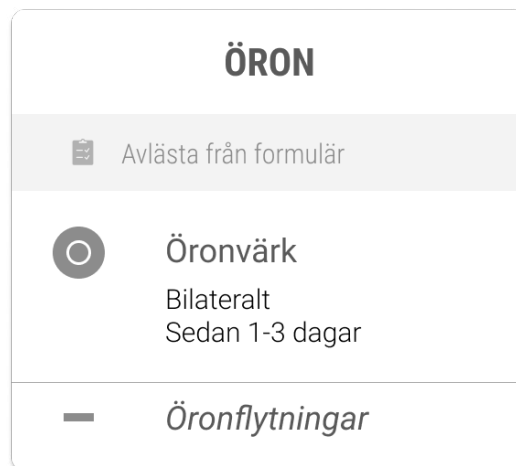 ÖRON
Avlästa från formulär
Öronvärk
Bilateralt
Sedan 1-3 dagar
Öronflytningar